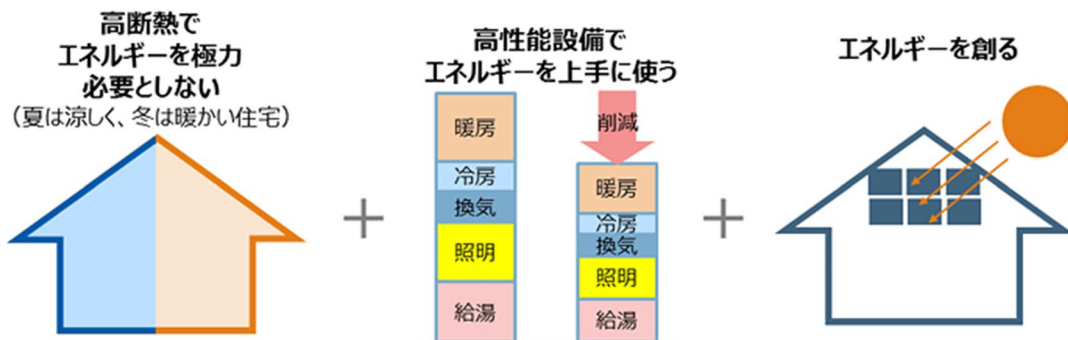 高断熱で
エネルギーを極力
必要としない
（夏は涼しく、冬は暖かい住宅）
高性能設備で
エネルギーを上手に使う
暖房
冷房
換気
照明
給湯
削減
暖房
冷房
換気
照明
給湯
エネルギーを創る